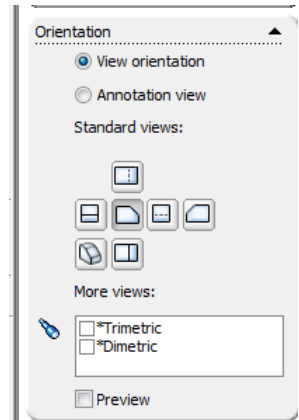 Orientation
View orientation
Annotation view
Standard views:
More views:
*Trimetric
*Dimetric
Preview